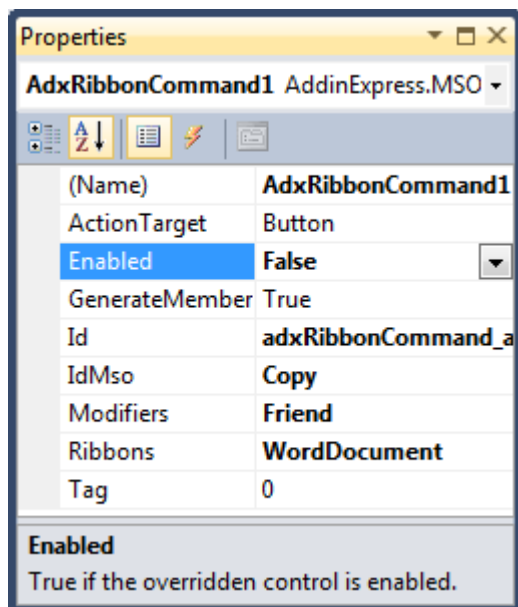 Properties
AdxRibbonCommand1 AddinExpress.MSO
(Name) AdxRibbonCommand1
ActionTarget Button
Enabled False
GenerateMember True
Id adxRibbonCommand_a
IdMso Copy
Modifiers Friend
Ribbons WordDocument
Tag 0
Enabled
True if the overridden control is enabled.